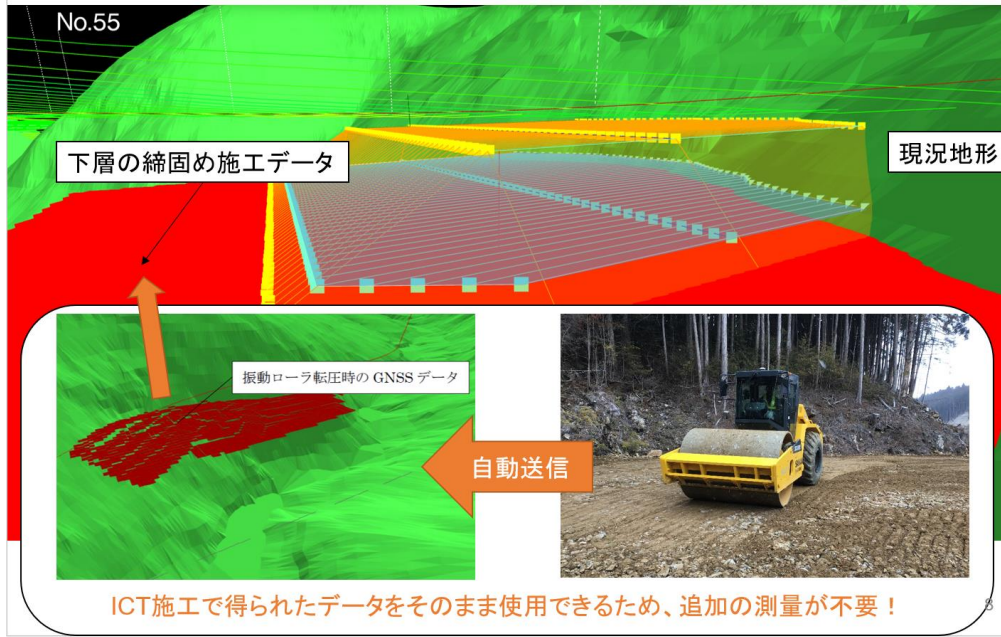 No.55
下層の締固め施工データ
現況地形
振動ローラ転圧時の GNSS データ
自動送信
ICT施工で得られたデータをそのまま使用できるため、追加の測量が不要！